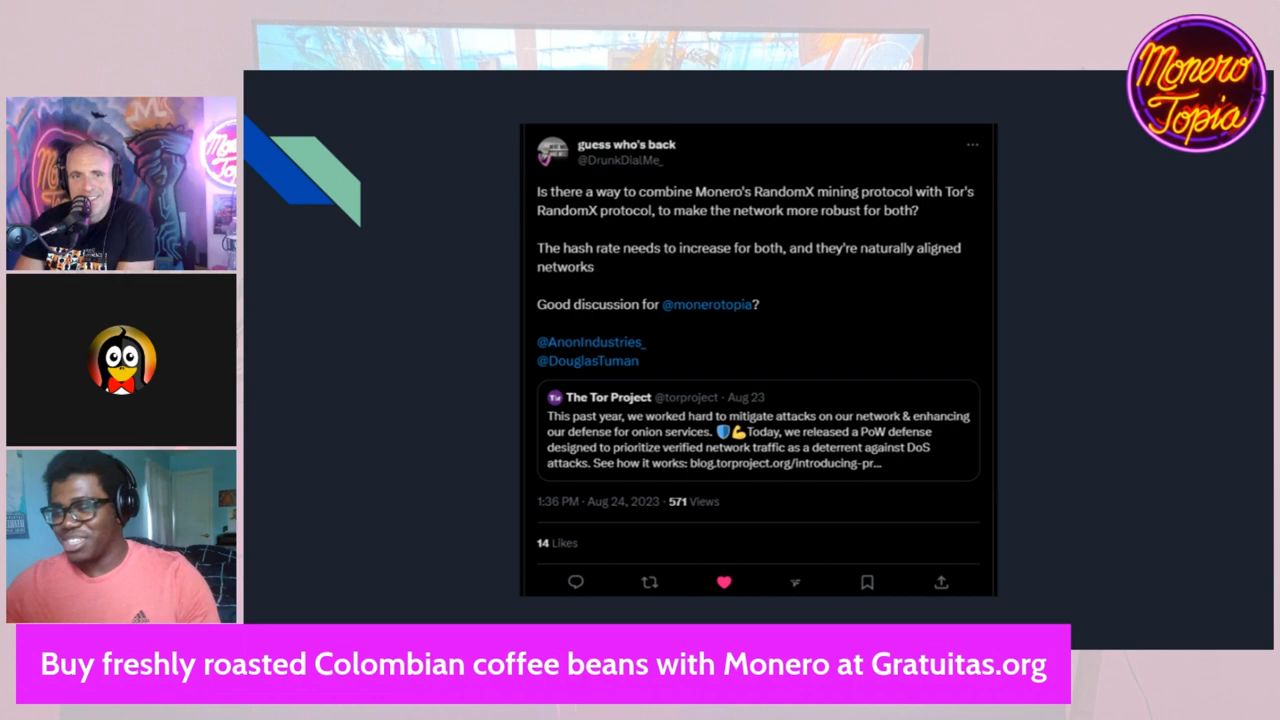 Monero
Topia
guess who's back
@DrunkDialMe_
Is there a way to combine Monero's RandomX mining protocol with Tor's
RandomX protocol, to make the network more robust for both?
The hash rate needs to increase for both, and they're naturally aligned
networks
Good discussion for @monerotopia?
@AnonIndustries_
@DouglasTuman
The Tor Project @torproject · Aug 23
This past year, we worked hard to mitigate attacks on our network & enhancing
our defense for onion services. 🛡️💪Today, we released a PoW defense
designed to prioritize verified network traffic as a deterrent against DoS
attacks. See how it works: blog.torproject.org/introducing-pr...
1:36 PM · Aug 24, 2023 · 571 Views
14 Likes
Buy freshly roasted Colombian coffee beans with Monero at Gratuitas.org